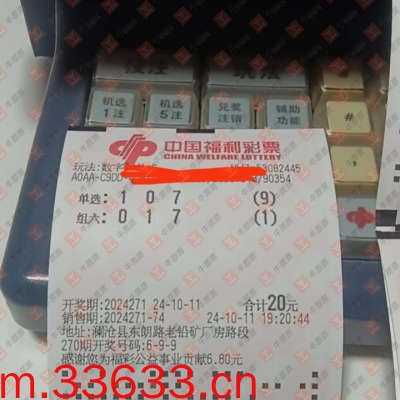 机选
1注
机选
5注
兑奖
注销
辅助
功能
#
中国福利彩票
CHINA WELFARE LOTTERY
玩法:数字
53082445
A0AA-C9DD
/90354
单选: 1 0 7 (9)
组六: 0 1 7 (1)
开奖期:2024271 24-10-11 合计20元
销售期:2024271-74 24-10-11 19:20:44
地址:澜沧县东朗路老铅矿厂房路段
270期开奖号码:6-9-9
感谢您为福彩公益事业贡献6.80元
m.33633.cn